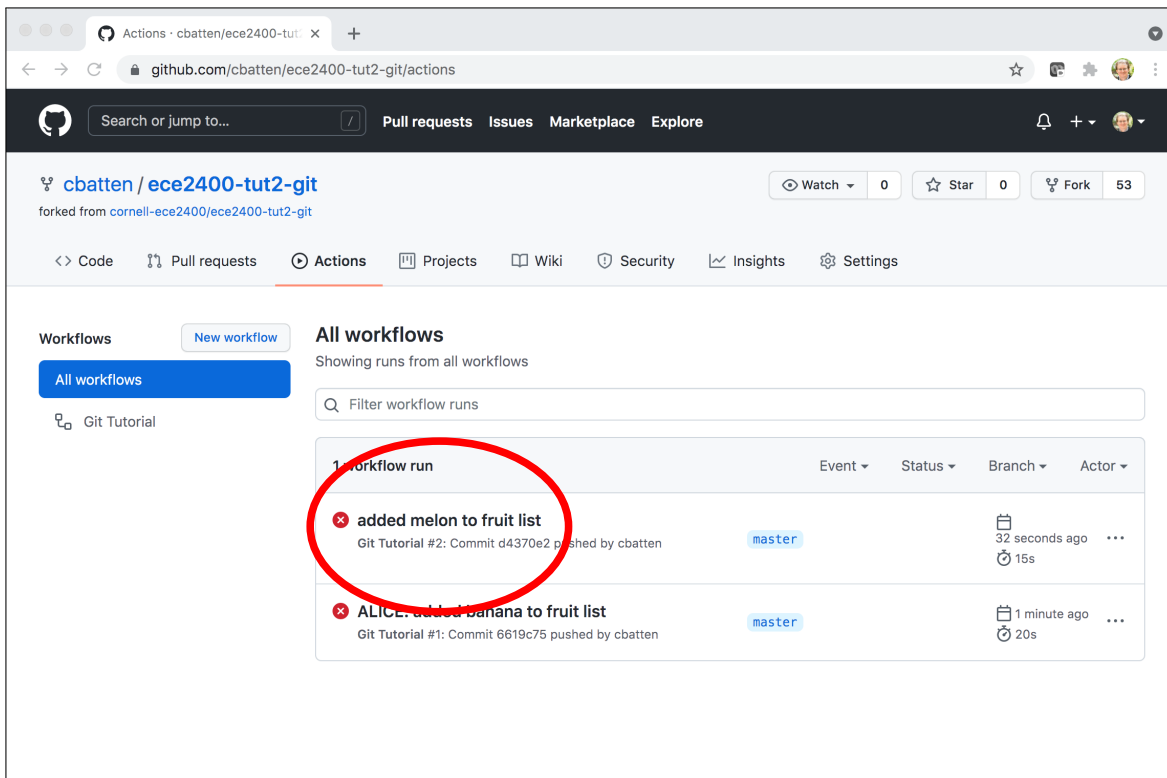 Actions · cbatten/ece2400-tut
github.com/cbatten/ece2400-tut2-git/actions
Search or jump to... / Pull requests Issues Marketplace Explore
cbatten / ece2400-tut2-git
Watch 0 Star 0 Fork 53
forked from cornell-ece2400/ece2400-tut2-git
<> Code Pull requests Actions Projects Wiki Security Insights Settings
Workflows New workflow
All workflows
Git Tutorial
All workflows
Showing runs from all workflows
Filter workflow runs
1 workflow run Event Status Branch Actor
added melon to fruit list
Git Tutorial #2: Commit d4370e2 pushed by cbatten
master
32 seconds ago
15s
ALICE: added banana to fruit list
Git Tutorial #1: Commit 6619c75 pushed by cbatten
master
1 minute ago
20s